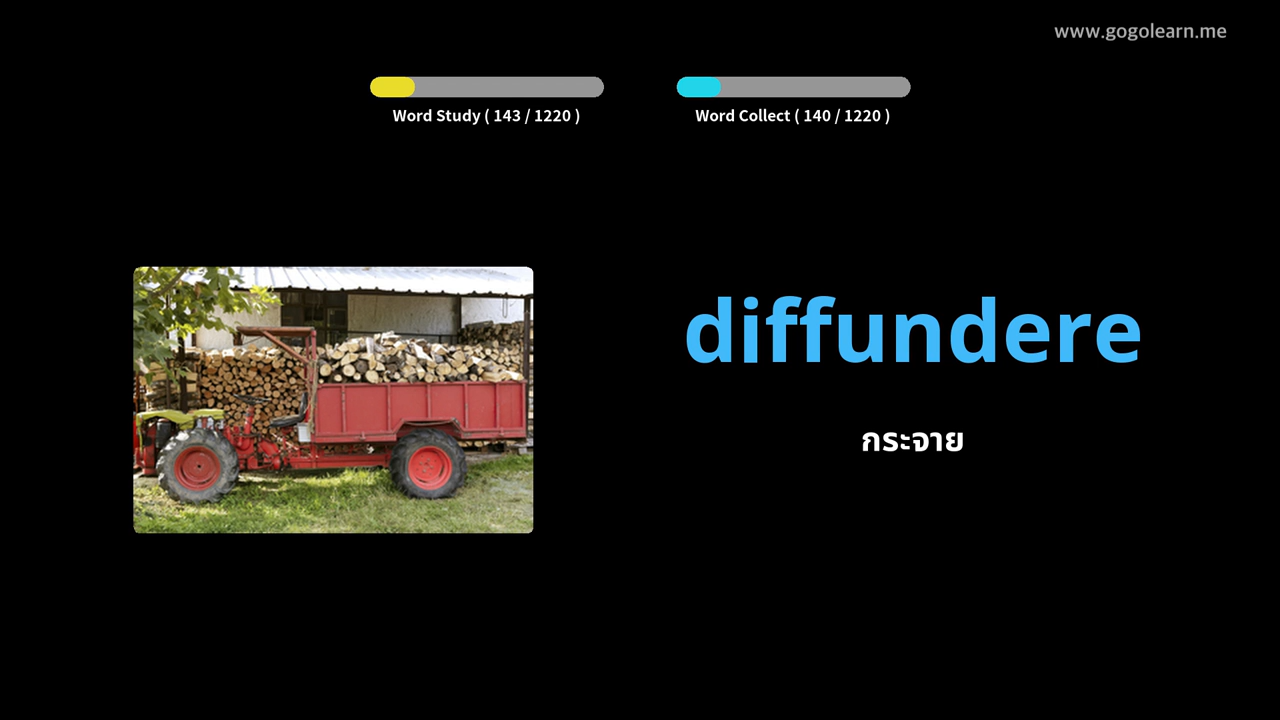 www.gogolearn.me
Word Study ( 143 / 1220 )
Word Collect ( 140 / 1220 )
diffundere
กระจาย